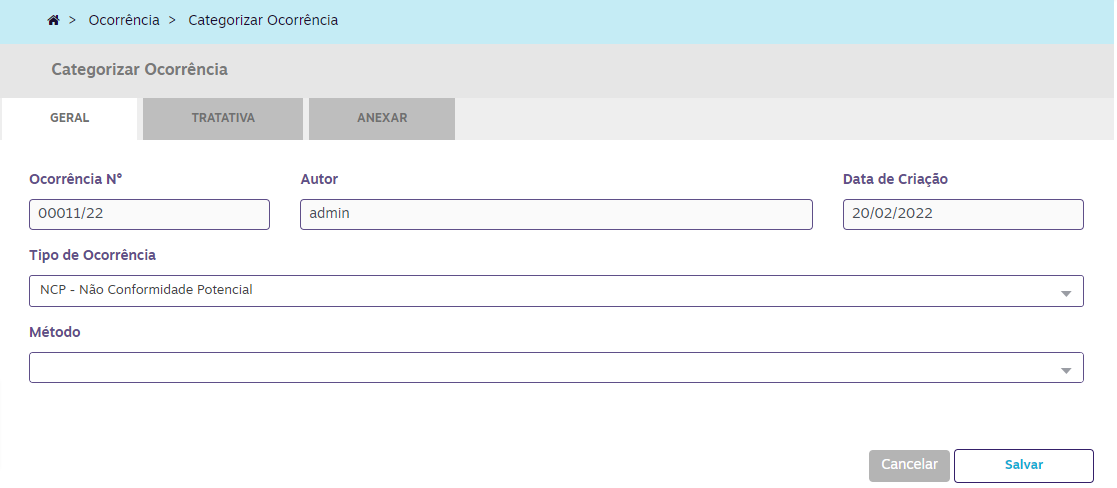 > Ocorrência > Categorizar Ocorrência
Categorizar Ocorrência
GERAL TRATATIVA ANEXAR
Ocorrência N° Autor Data de Criação
00011/22 admin 20/02/2022
Tipo de Ocorrência
NCP - Não Conformidade Potencial
Método
Cancelar Salvar